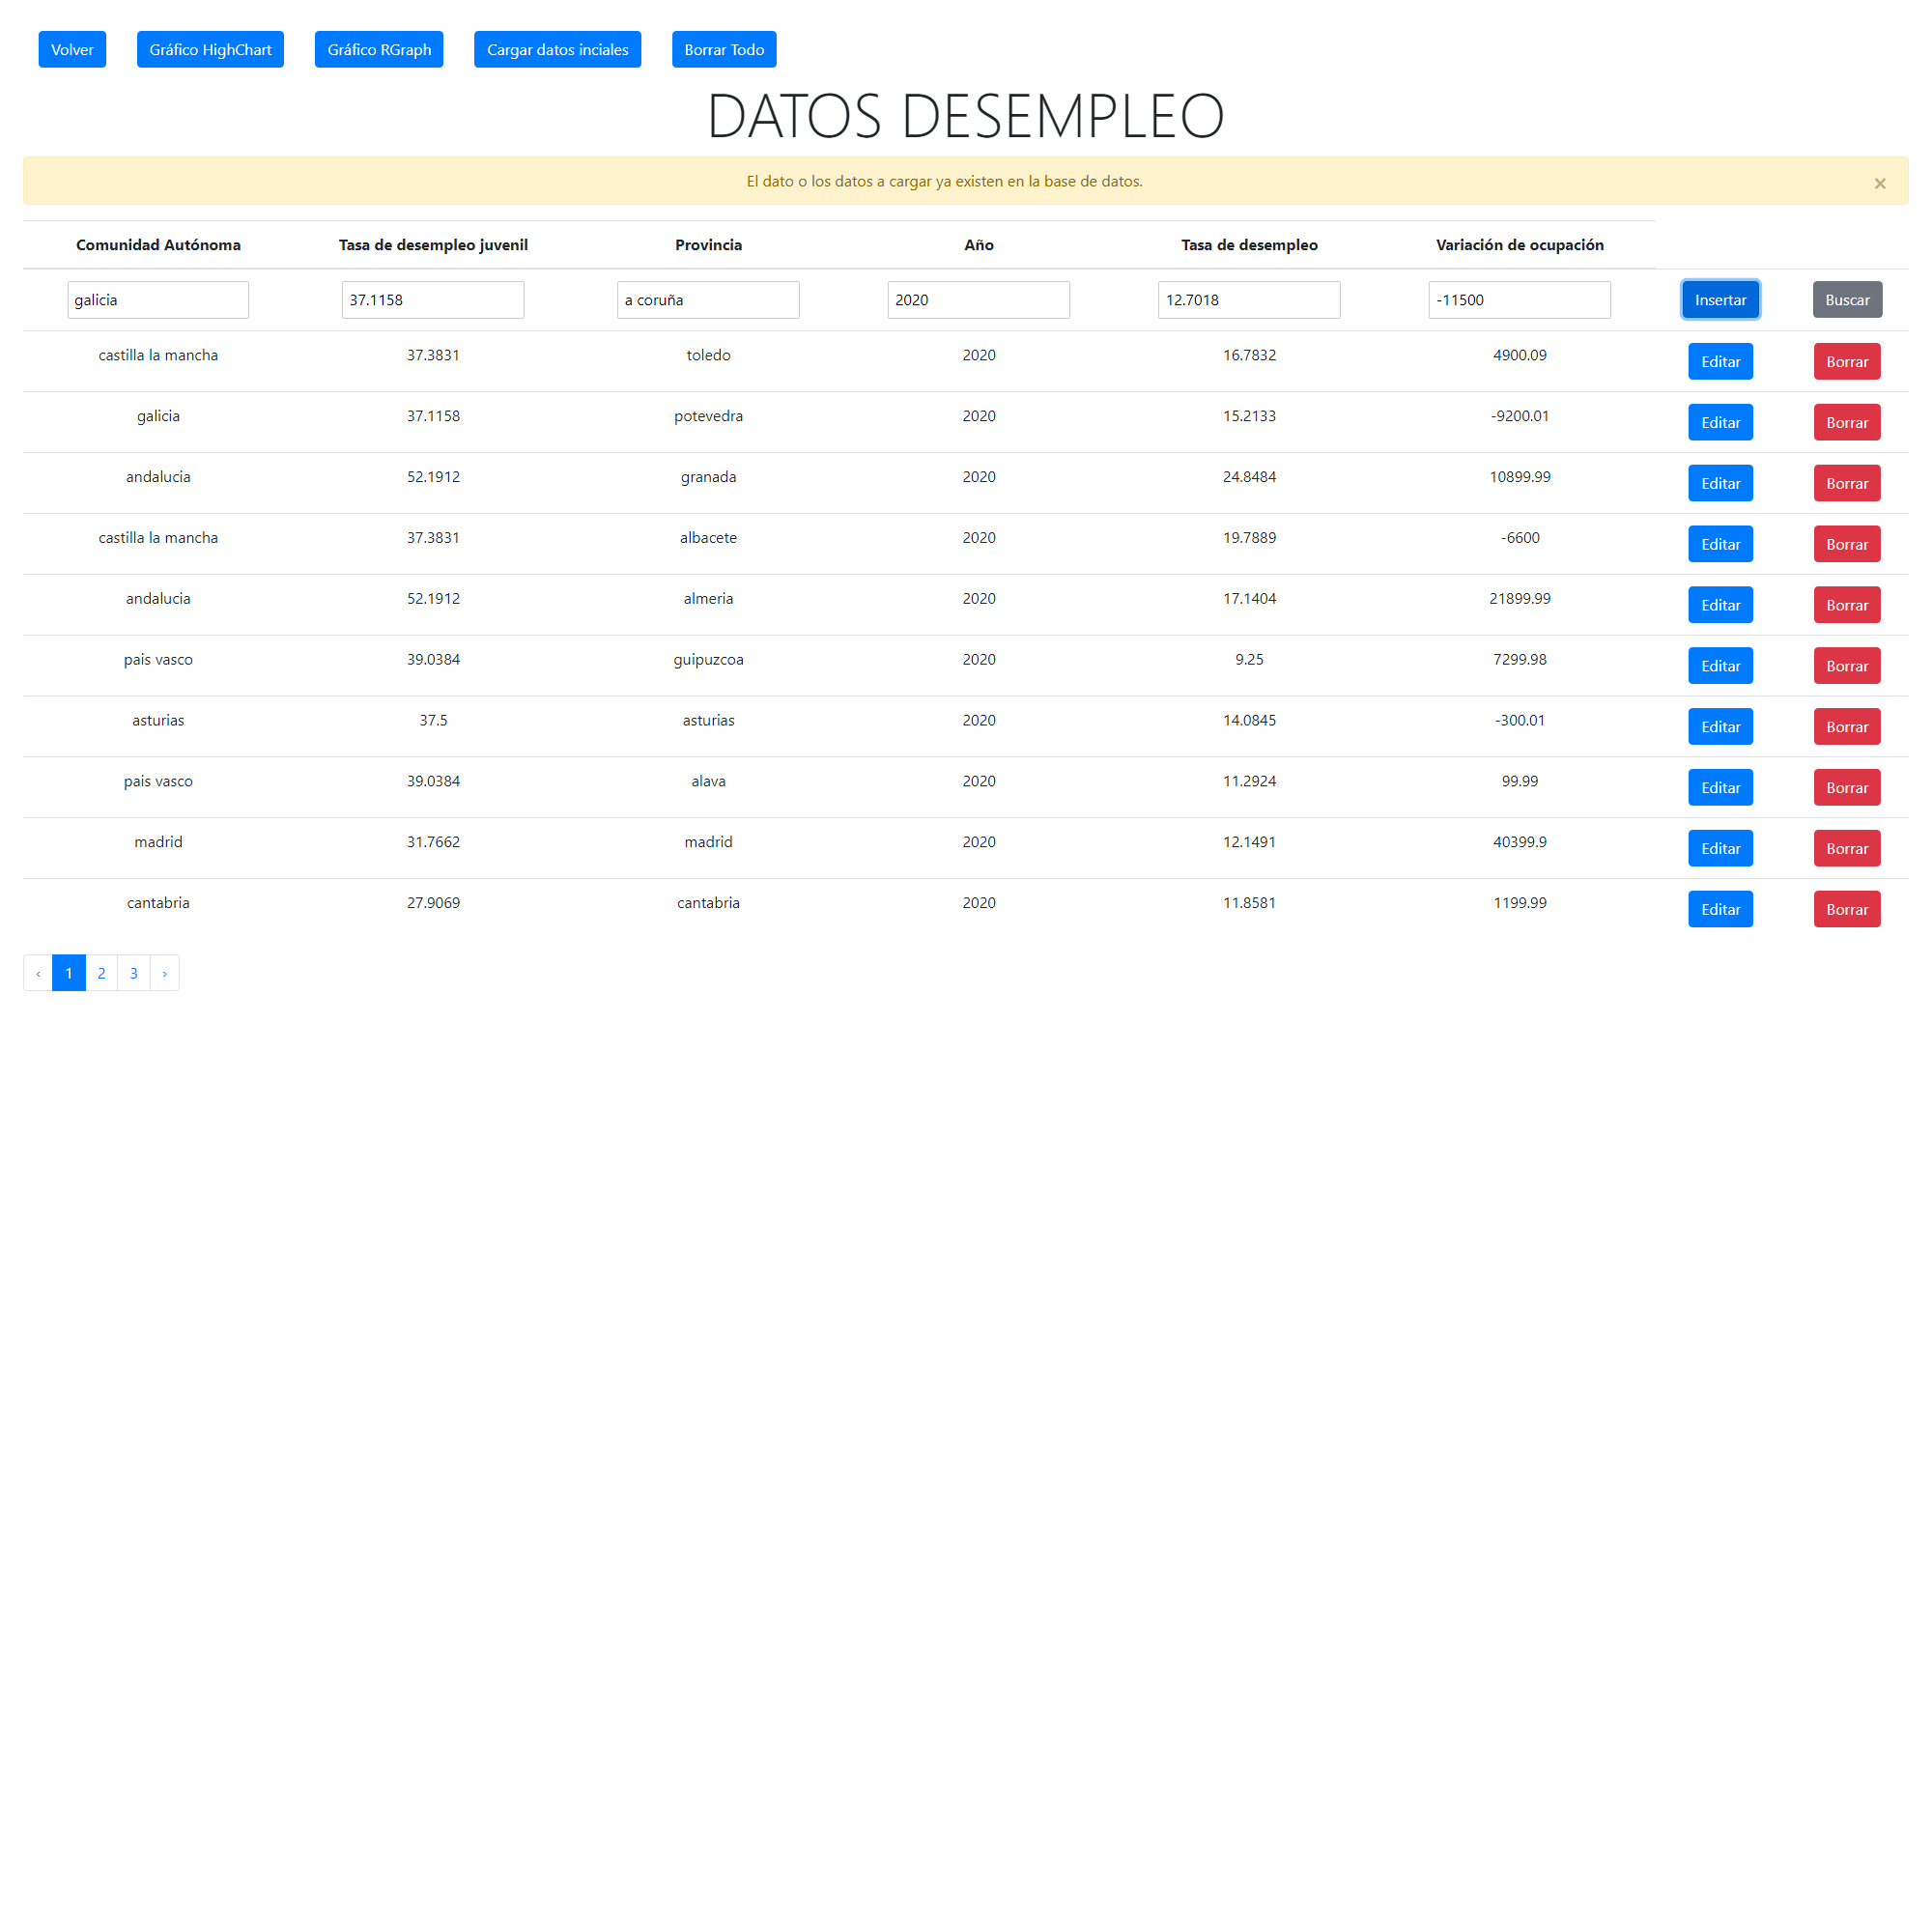 Volver Gráfico HighChart Gráfico RGraph Cargar datos inciales Borrar Todo
DATOS DESEMPLEO
El dato o los datos a cargar ya existen en la base de datos. ×
Comunidad Autónoma Tasa de desempleo juvenil Provincia Año Tasa de desempleo Variación de ocupación
galicia 37.1158 a coruña 2020 12.7018 -11500 Insertar Buscar
castilla la mancha 37.3831 toledo 2020 16.7832 4900.09 Editar Borrar
galicia 37.1158 potevedra 2020 15.2133 -9200.01 Editar Borrar
andalucia 52.1912 granada 2020 24.8484 10899.99 Editar Borrar
castilla la mancha 37.3831 albacete 2020 19.7889 -6600 Editar Borrar
andalucia 52.1912 almeria 2020 17.1404 21899.99 Editar Borrar
pais vasco 39.0384 guipuzcoa 2020 9.25 7299.98 Editar Borrar
asturias 37.5 asturias 2020 14.0845 -300.01 Editar Borrar
pais vasco 39.0384 alava 2020 11.2924 99.99 Editar Borrar
madrid 31.7662 madrid 2020 12.1491 40399.9 Editar Borrar
cantabria 27.9069 cantabria 2020 11.8581 1199.99 Editar Borrar
‹ 1 2 3 ›